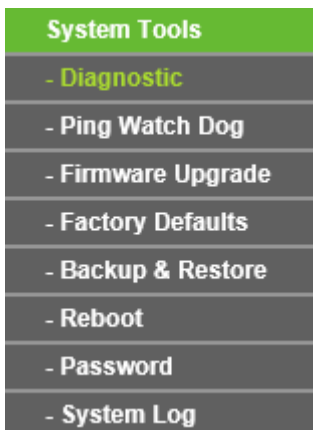 System Tools
- Diagnostic
- Ping Watch Dog
- Firmware Upgrade
- Factory Defaults
- Backup & Restore
- Reboot
- Password
- System Log